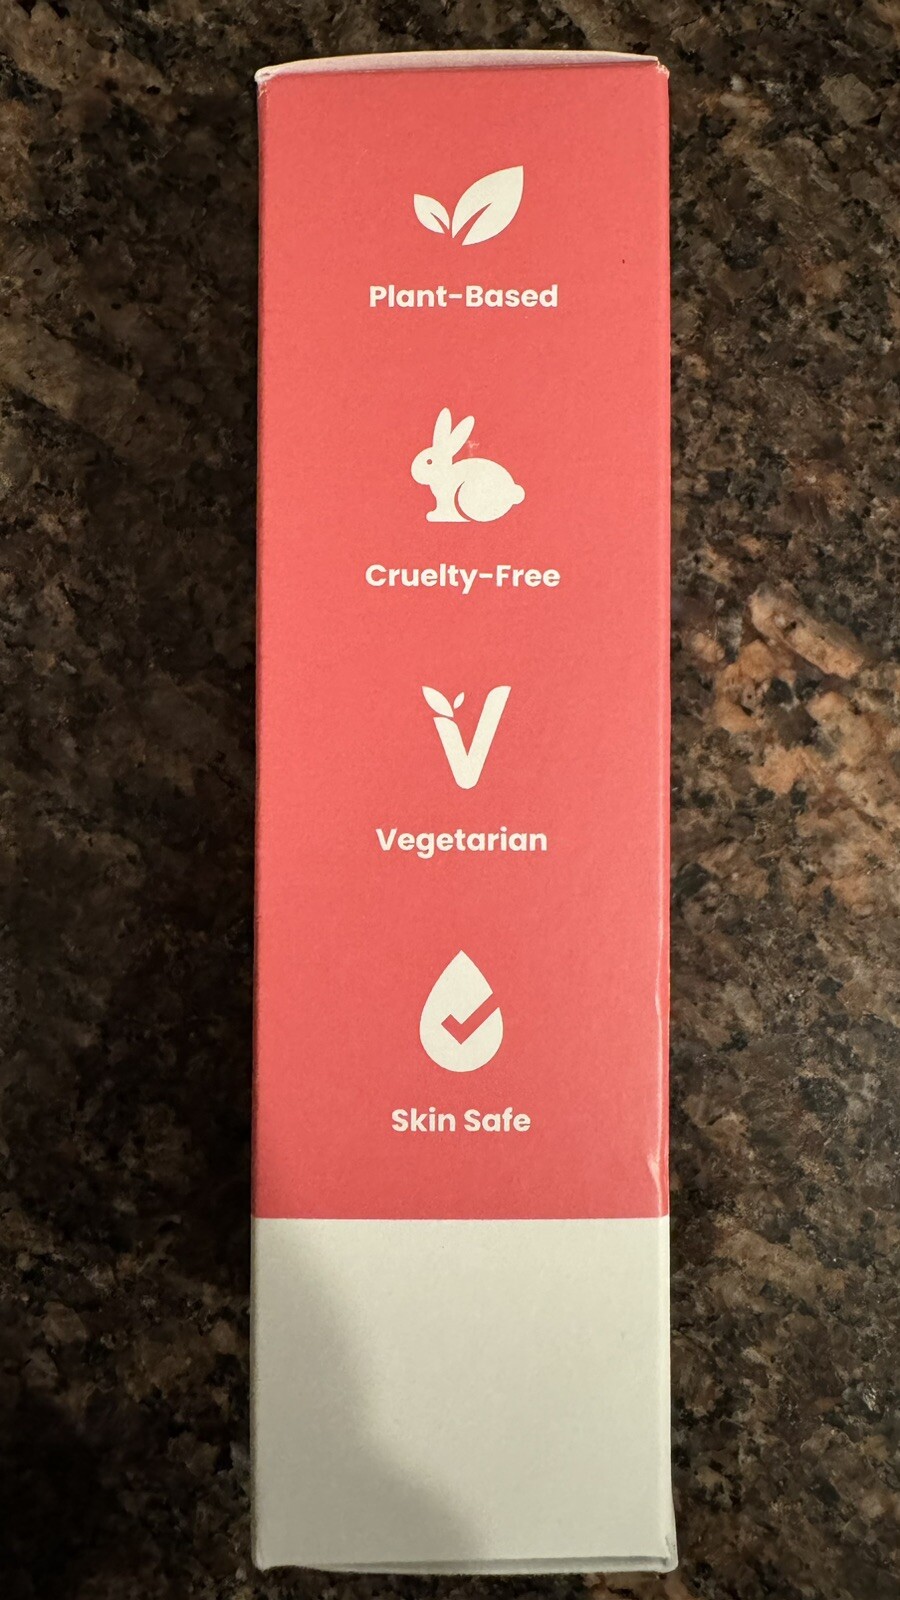 Plant-Based
Cruelty-Free
Vegetarian
Skin Safe